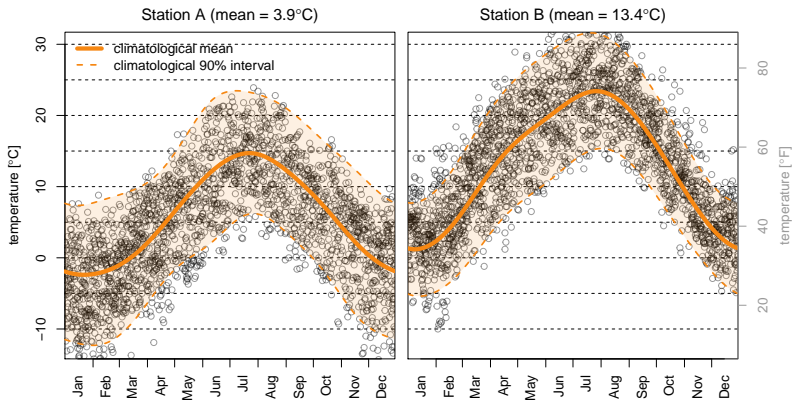 Station A (mean = 3.9°C)
Station B (mean = 13.4°C)
climatological mean
climatological 90% interval
temperature [°C]
30
20
10
0
−10
temperature [°F]
80
60
40
20
Jan Feb Mar Apr May Jun Jul Aug Sep Oct Nov Dec
Jan Feb Mar Apr May Jun Jul Aug Sep Oct Nov Dec